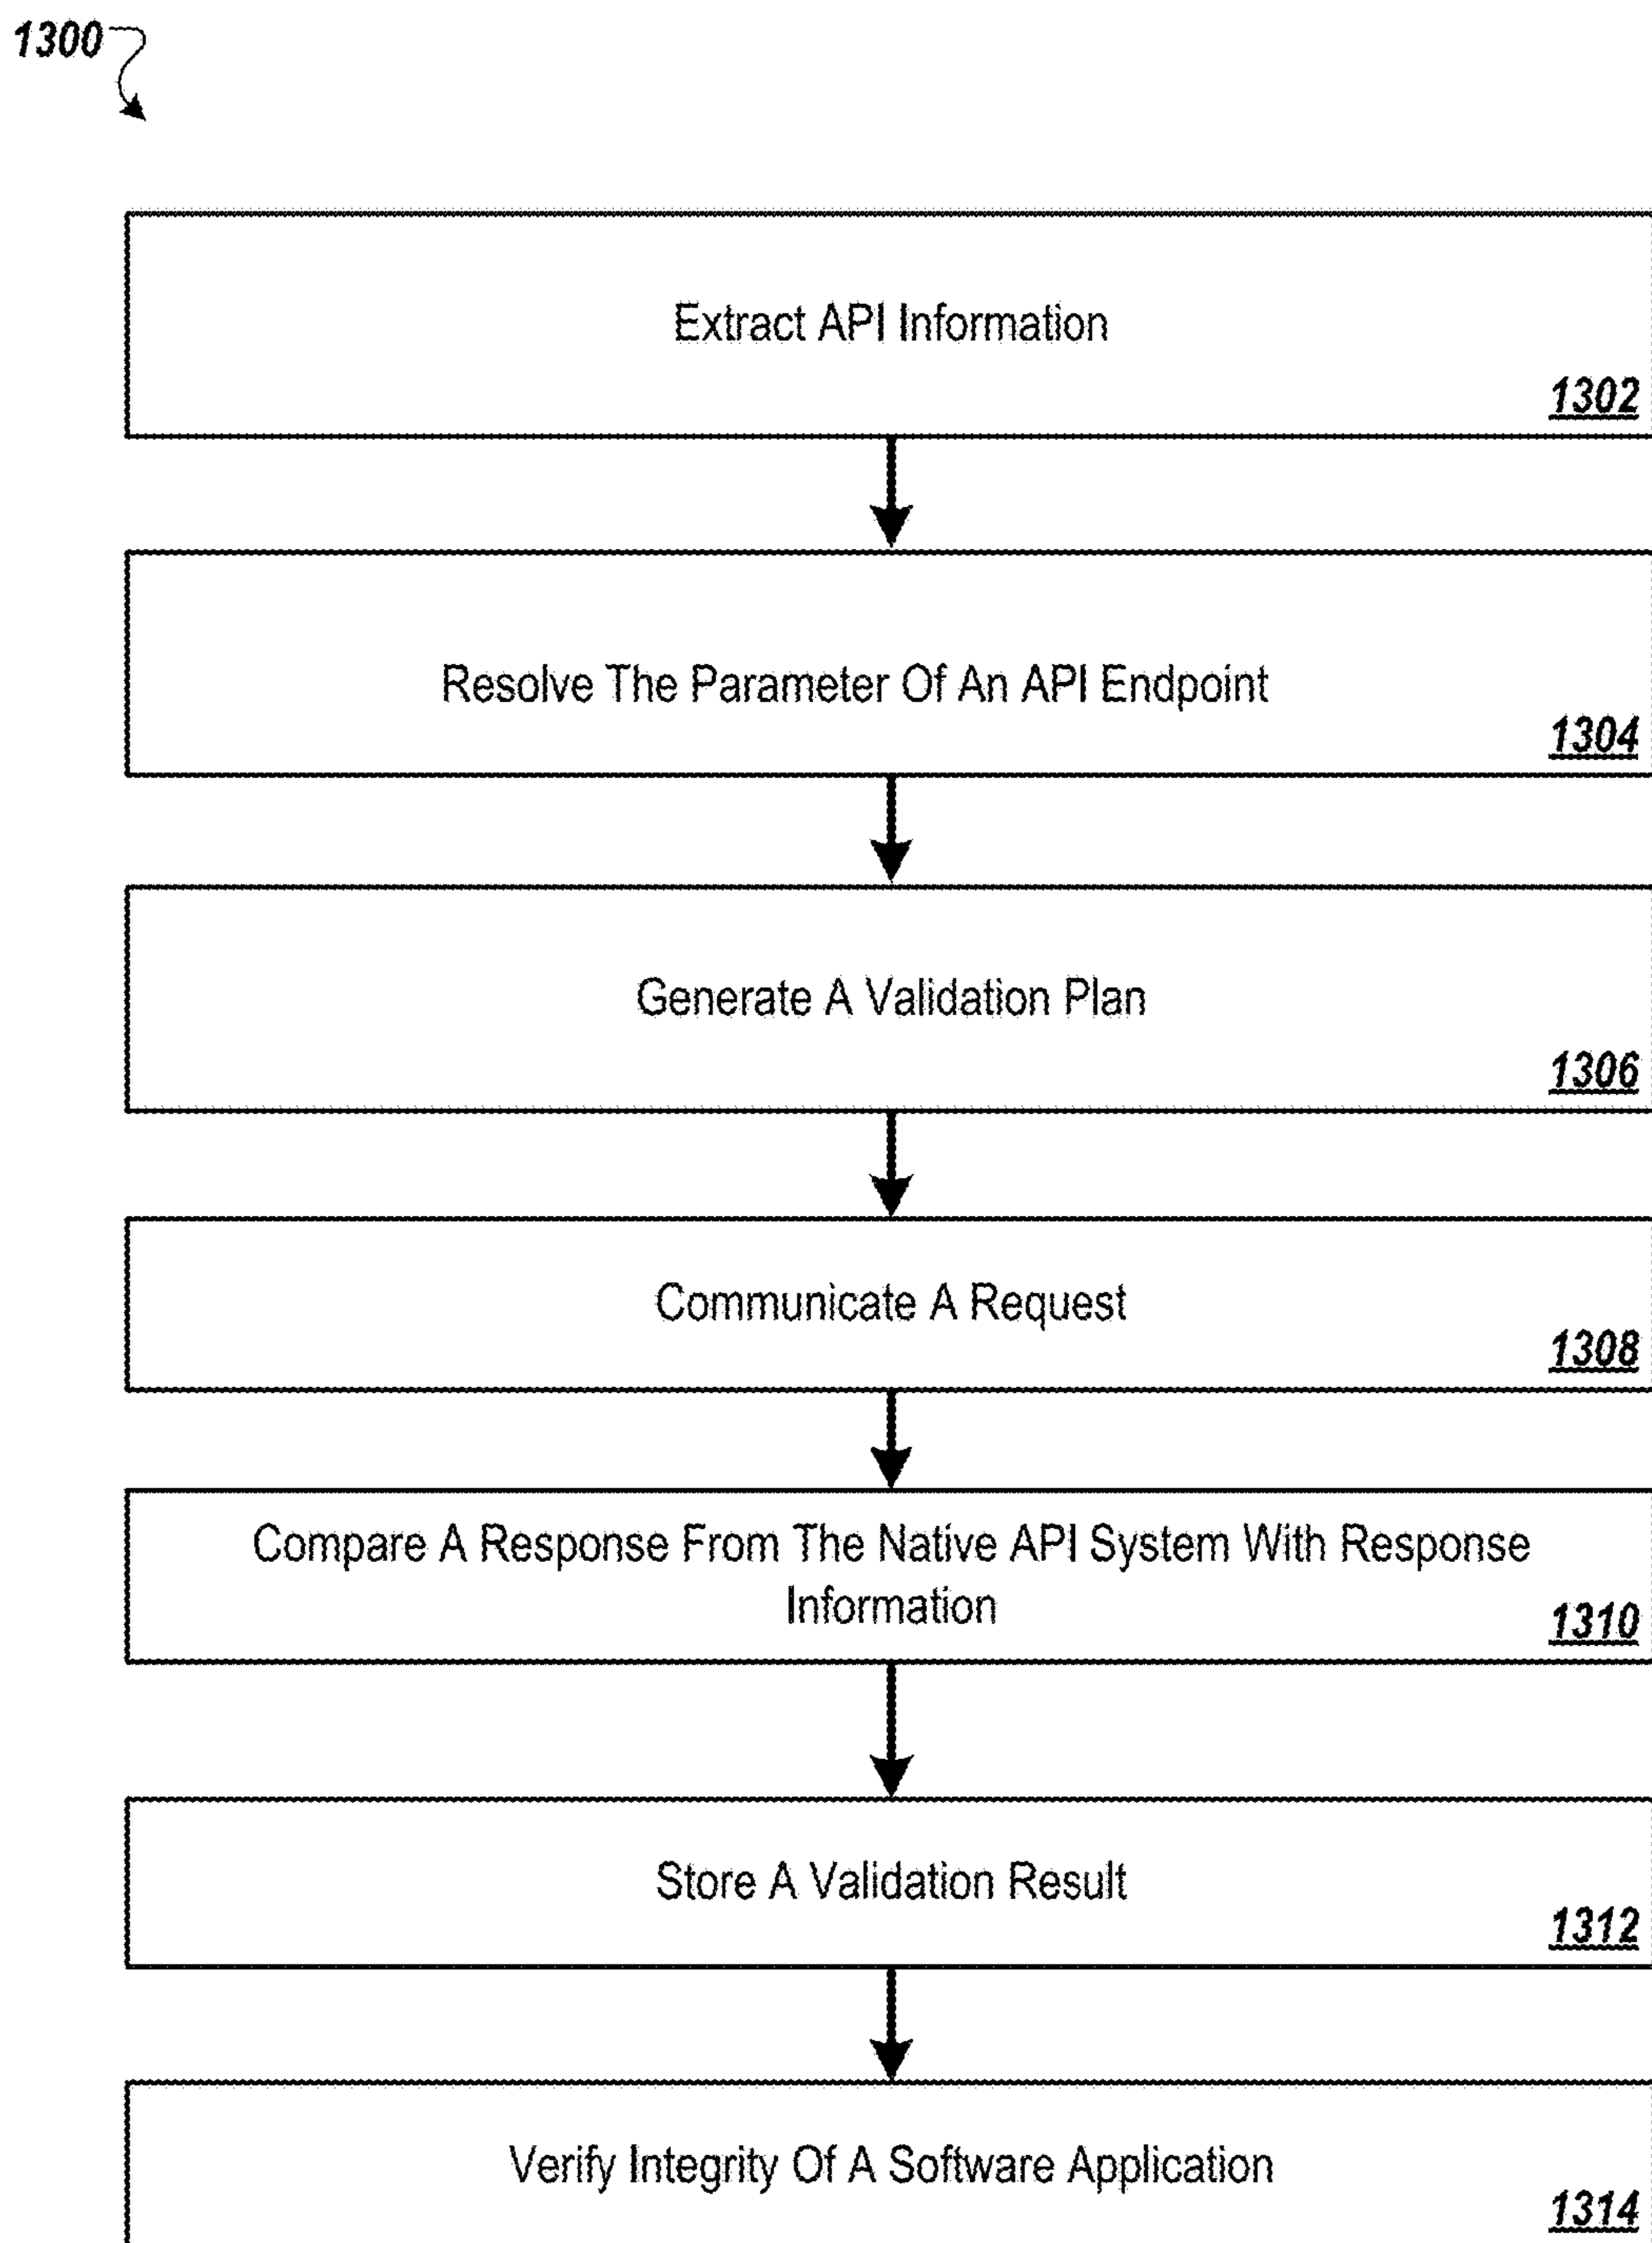 1300
Extract API Information
1302
Resolve The Parameter Of An API Endpoint
1304
Generate A Validation Plan
1306
Communicate A Request
1308
Compare A Response From The Native API System With Response
Information
1310
Store A Validation Result
1312
Verify Integrity Of A Software Application
1314